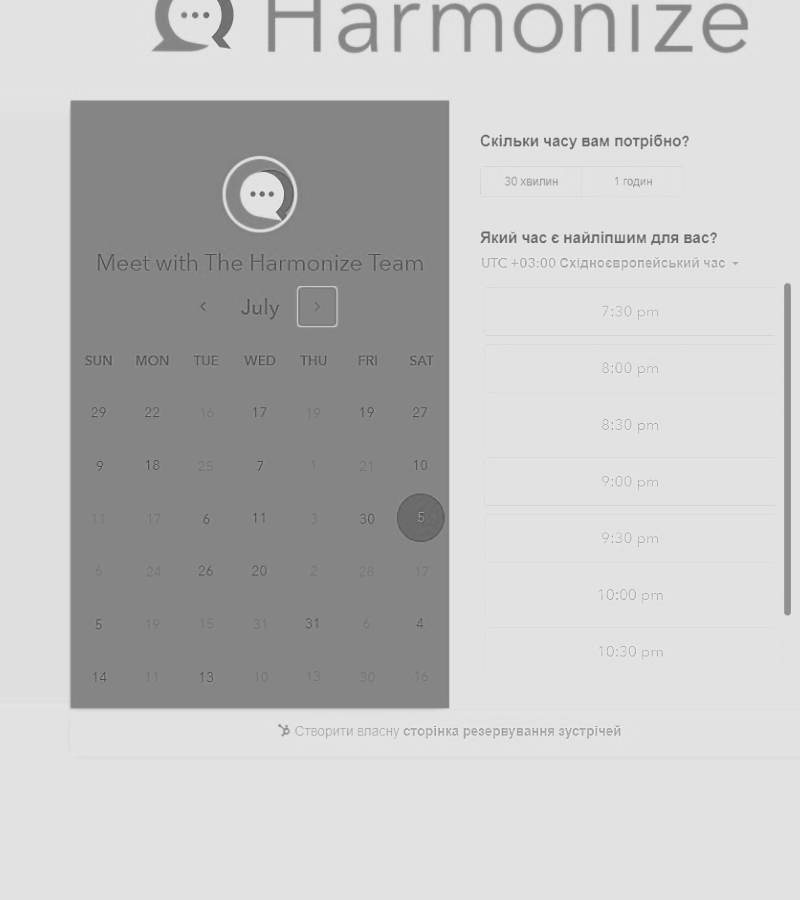 Harmonize
Meet with The Harmonize Team
July
SUN MON TUE WED THU FRI SAT
29 22 16 17 19 19 27
9 18 25 7 1 21 10
11 17 6 11 3 30 5
6 24 26 20 2 28 17
5 19 15 31 31 6 4
14 11 13 10 13 30 16
Скільки часу вам потрібно?
30 хвилин 1 годин
Який час є найліпшим для вас?
UTC +03:00 Східноєвропейський час
7:30 pm
8:00 pm
8:30 pm
9:00 pm
9:30 pm
10:00 pm
10:30 pm
Створити власну сторінка резервування зустрічей